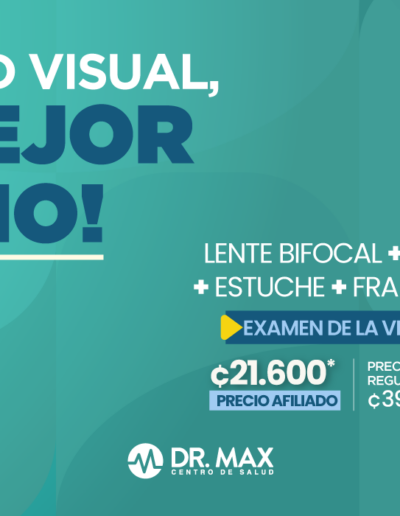 O VISUAL,
EJOR
IO!
LENTE BIFOCAL +
+ ESTUCHE + FRA
EXAMEN DE LA VI
₡21.600*
PRECIO AFILIADO
PREC
REGU
₡39
DR. MAX
CENTRO DE SALUD